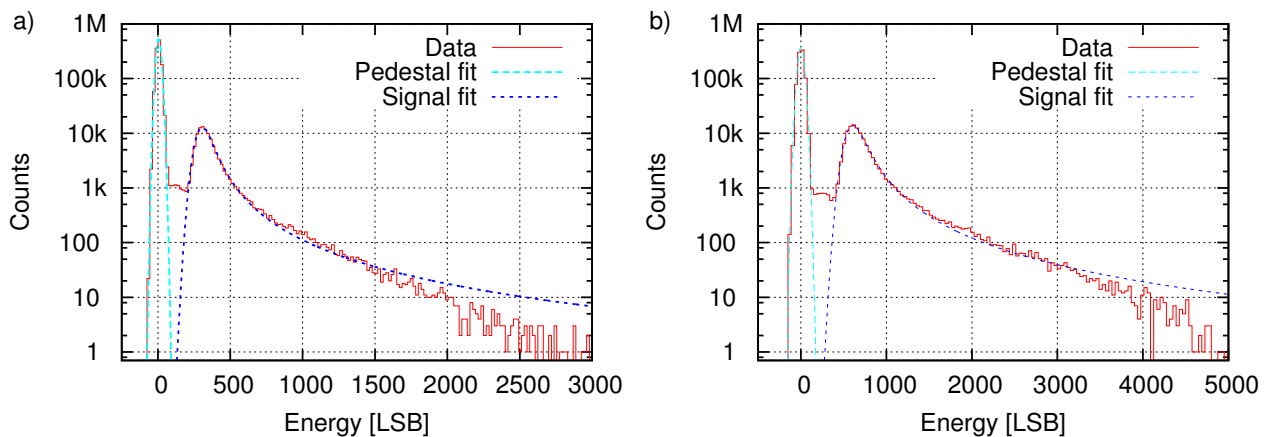 a)
1M
100k
10k
1k
100
10
1
Counts
Data
Pedestal fit
Signal fit
0 500 1000 1500 2000 2500 3000
Energy [LSB]
b)
1M
100k
10k
1k
100
10
1
Counts
Data
Pedestal fit
Signal fit
0 1000 2000 3000 4000 5000
Energy [LSB]